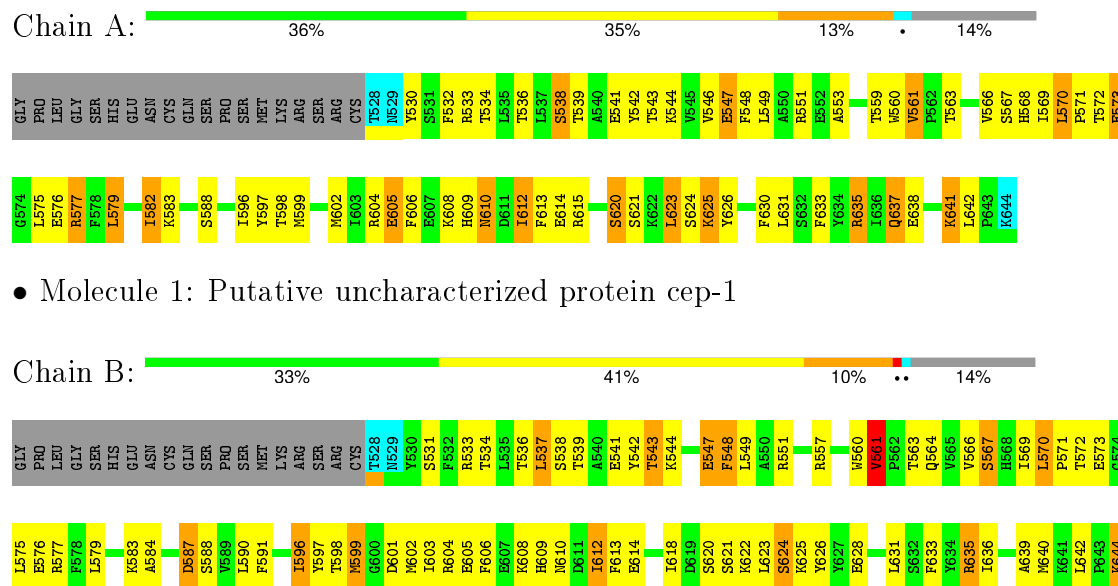 Chain A:
36% 35% 13% • 14%
GLY PRO LEU GLY SER HIS GLU ASN CYS GLN SER PRO SER MET LYS ARG SER ARG CYS T528 N529 Y530 S531 F532 R533 T534 L535 T536 L537 S538 T539 A540 E541 Y542 T543 K544 V545 V546 E547 F548 L549 A550 R551 E552 A553 T559 W560 V561 P562 T563 V566 S567 H568 I569 L570 P571 T572 E573
G574 L575 E576 R577 F578 L579 I582 K583 S588 I596 Y597 T598 M599 M602 I603 R604 E605 F606 E607 K608 H609 N610 D611 I612 F613 E614 R615 S620 S621 K622 L623 S624 K625 Y626 F630 L631 S632 F633 Y634 R635 I636 Q637 E638 K641 L642 P643 K644
• Molecule 1: Putative uncharacterized protein cep-1
Chain B:
33% 41% 10% •• 14%
GLY PRO LEU GLY SER HIS GLU ASN CYS GLN SER PRO SER MET LYS ARG SER ARG CYS T528 N529 Y530 S531 F532 R533 T534 L535 T536 L537 S538 T539 A540 E541 Y542 T543 K544 E547 F548 L549 A550 R551 R557 W560 V561 P562 T563 Q564 V565 V566 S567 H568 I569 L570 P571 T572 E573 G574
L575 E576 R577 F578 L579 K583 A584 D587 S588 V589 L590 F591 I596 Y597 T598 M599 G600 D601 M602 I603 R604 E605 F606 E607 K608 H609 N610 D611 I612 F613 E614 I618 D619 S620 S621 K622 L623 S624 K625 Y626 Y627 E628 L631 S632 F633 Y634 R635 I636 A639 M640 K641 L642 P643